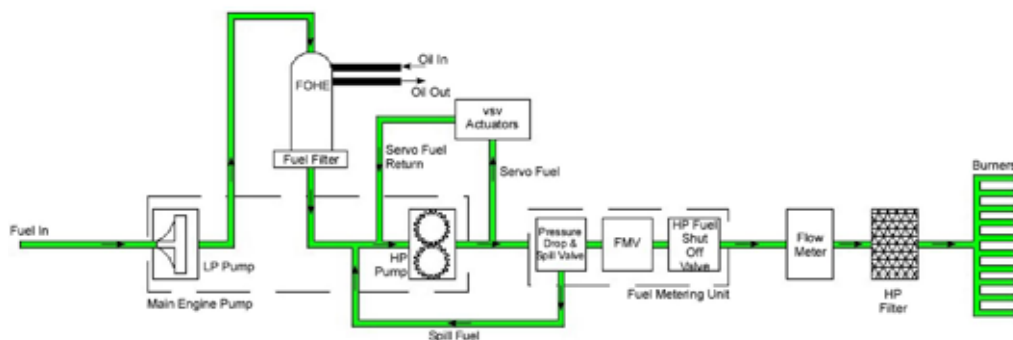 Oil In
FOHE
Oil Out
vsv
Actuators
Fuel Filter
Servo Fuel
Return
Servo Fuel
Burners
Fuel In
LP Pump
HP
Pump
Pressure
Drop &
Spill Valve
FMV
HP Fuel
Shut
Off
Valve
Flow
Meter
HP
Filter
Main Engine Pump
Fuel Metering Unit
Spill Fuel